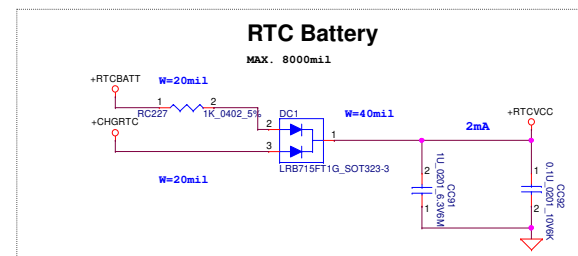 RTC Battery
MAX. 8000mil
+RTCBATT
W=20mil
1
2
RC227
1K_0402_5%
+CHGRTC
DC1
2
3
1
W=40mil
LRB715FT1G_SOT323-3
W=20mil
2mA
+RTCVCC
2
1
1U_0201_6.3V6M
CC91
1
2
0.1U_0201_10V6K
CC92